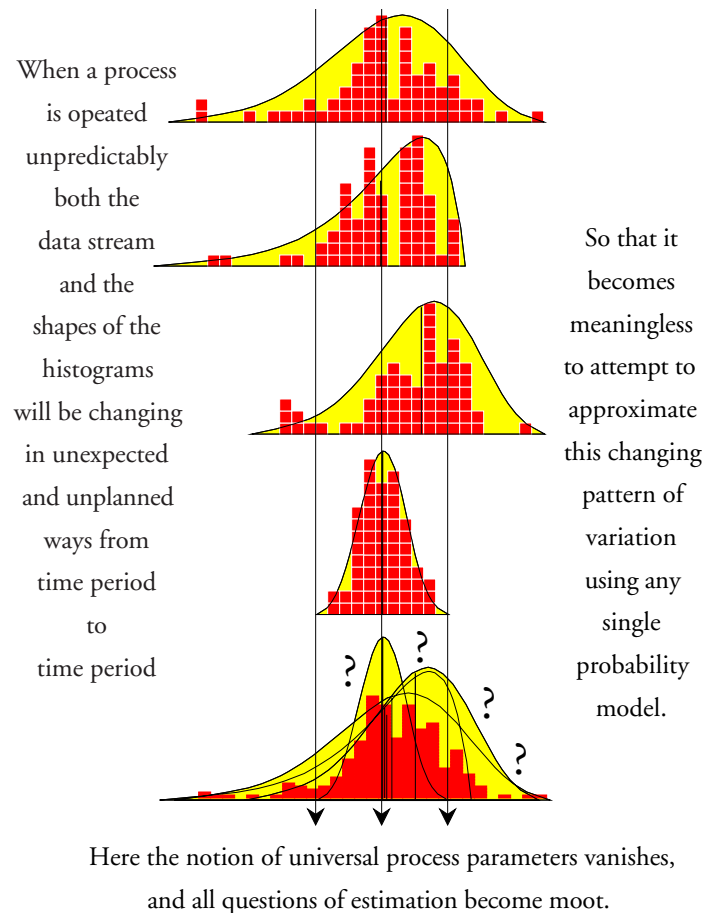 When a process
is opeated
unpredictably
both the
data stream
and the
shapes of the
histograms
will be changing
in unexpected
and unplanned
ways from
time period
to
time period
So that it
becomes
meaningless
to attempt to
approximate
this changing
pattern of
variation
using any
single
probability
model.
?
?
?
?
Here the notion of universal process parameters vanishes,
and all questions of estimation become moot.